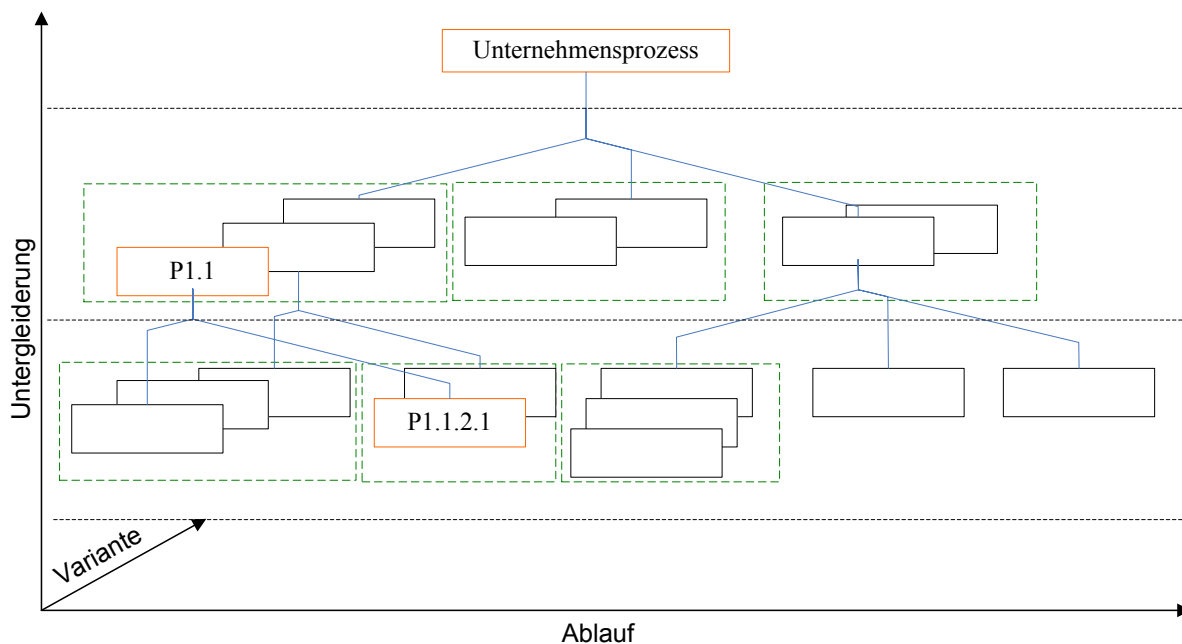 Unternehmensprozess
P1.1
P1.1.2.1
Untergleiderung
Variante
Ablauf